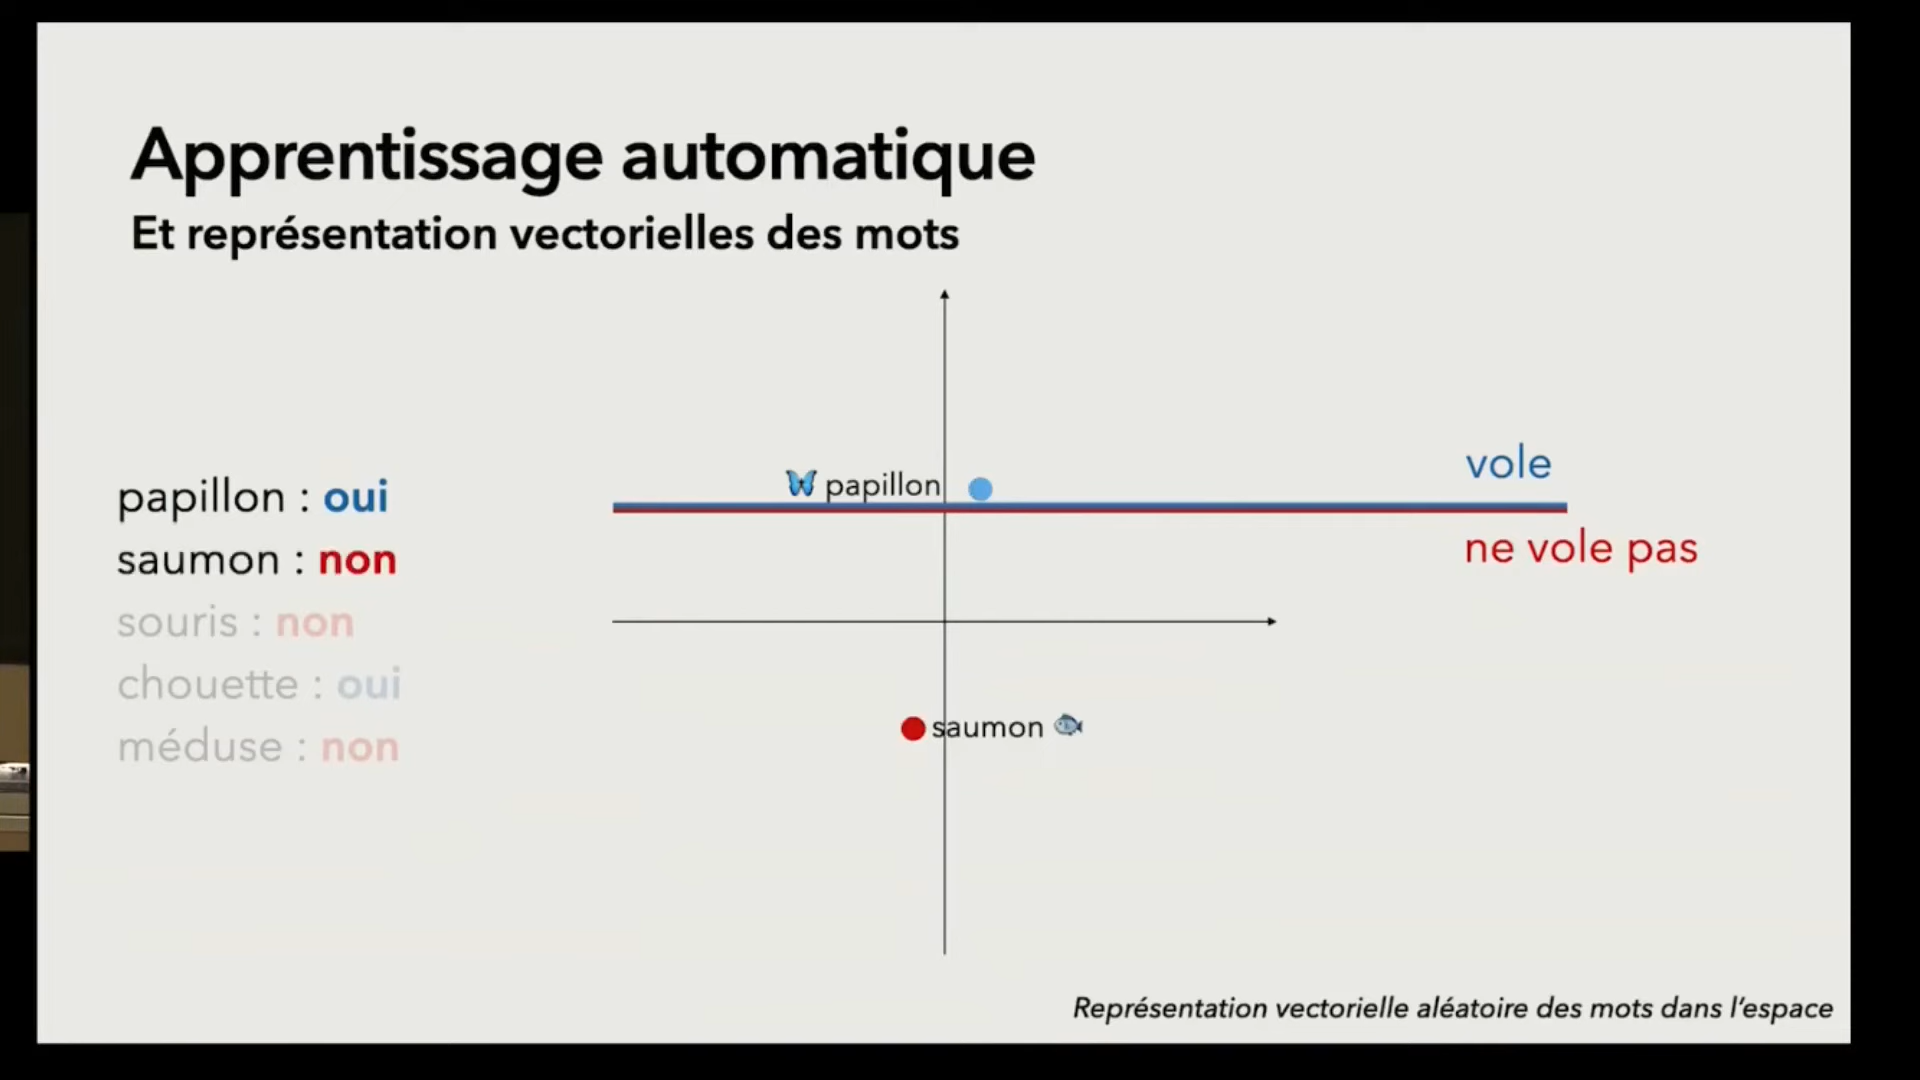 Apprentissage automatique
Et représentation vectorielles des mots
papillon : oui
saumon : non
souris : non
chouette : oui
méduse : non
papillon
vole
ne vole pas
saumon
Représentation vectorielle aléatoire des mots dans l'espace